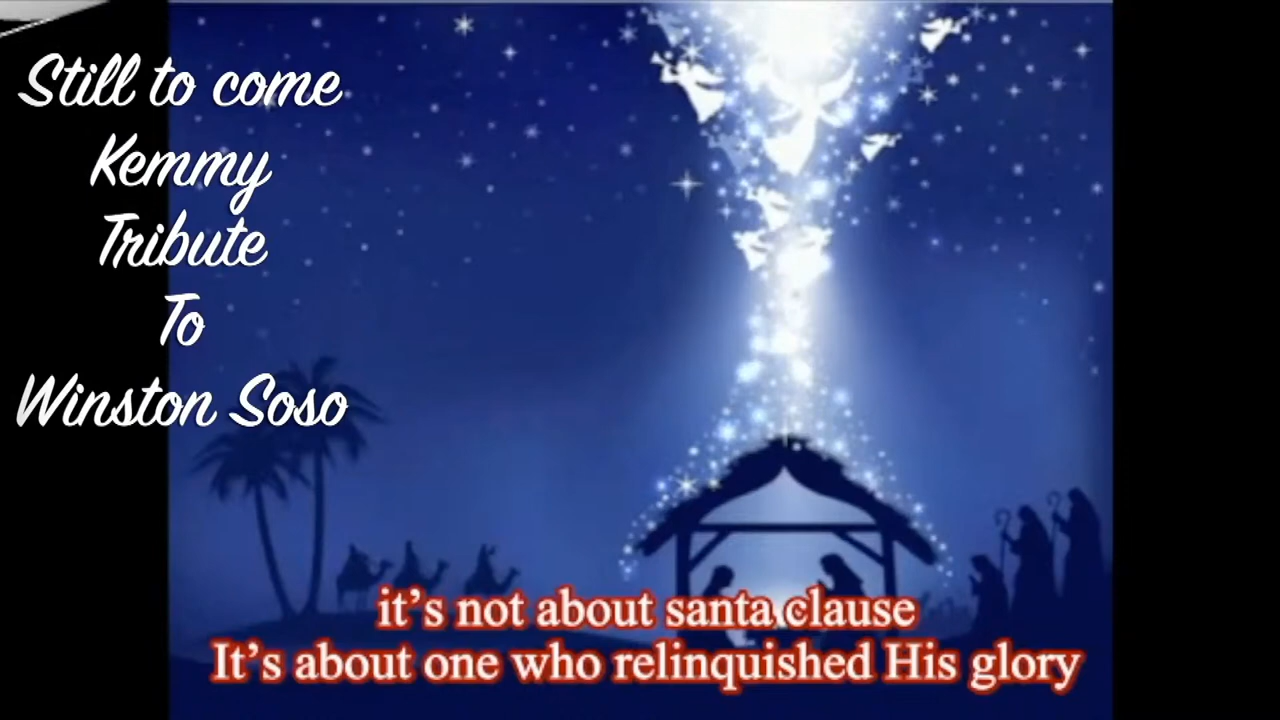 Still to come
Kemmy
Tribute
To
Winston Soso
it’s not about santa clause
It’s about one who relinquished His glory